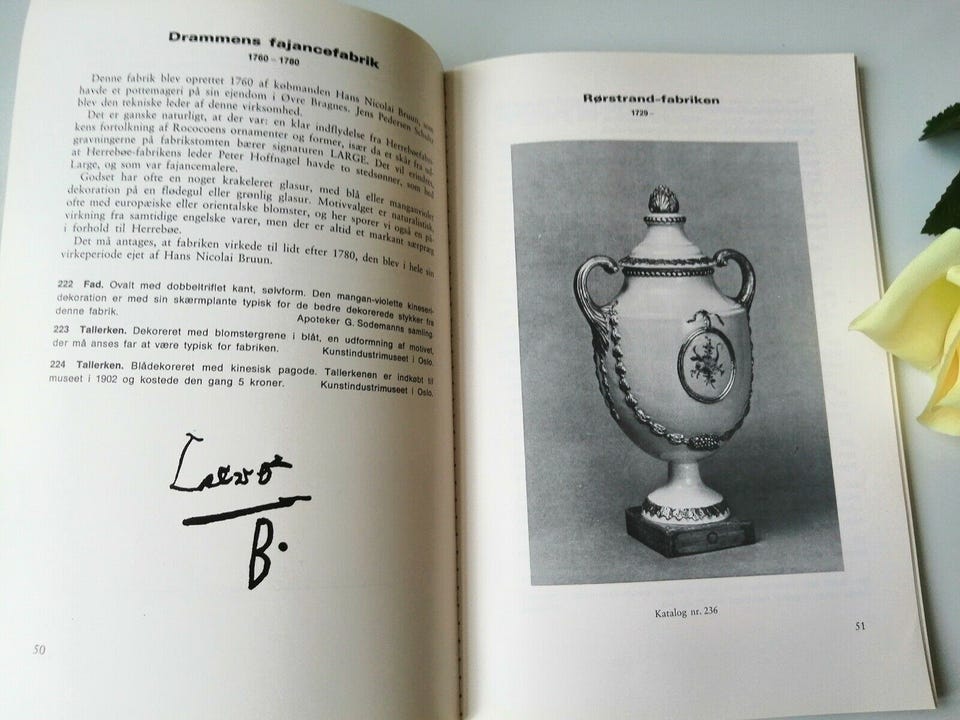 Drammens fajancefabrik
1760 – 1780
Denne fabrik blev oprettet 1760 af købmanden Hans Nicolai Bruun, som
havde et pottemageri på sin ejendom i Øvre Bragnes. Jens Pedersen
blev den tekniske leder af denne virksomhed.
Det er ganske naturligt, at der var: en klar indflydelse fra Herrebøefabri-
kens fortolkning af Rococoens ornamenter og former, især da et skår fra ud-
gravningerne på fabrikstomten bærer signaturen LARGE. Det vil erindres,
at Herrebøe-fabrikens leder Peter Hoffnagel havde to stedsønner, som hed
Large, og som var fajancemalere.
Godset har ofte en noget krakeleret glasur, med blå eller manganviolet
dekoration på en flødegul eller grønlig glasur. Motivvalget er naturalistisk,
ofte med europæiske eller orientalske blomster, og her sporer vi også en på-
virkning fra samtidige engelske varer, men der er altid et markant særpræg
i forhold til Herrebøe.
Det må antages, at fabriken virkede til lidt efter 1780, den blev i hele sin
virkeperiode ejet af Hans Nicolai Bruun.
222 Fad. Ovalt med dobbeltriflet kant, sølvform. Den mangan-violette kineseri-
dekoration er med sin skærmplante typisk for de bedre dekorerede stykker fra
denne fabrik. Apoteker G. Sodemanns samling.
223 Tallerken. Dekoreret med blomstergrene i blåt, en udformning af motivet,
der må anses far at være typisk for fabriken. Kunstindustrimuseet i Oslo.
224 Tallerken. Blådekoreret med kinesisk pagode. Tallerkenen er indkøbt til
museet i 1902 og kostede den gang 5 kroner. Kunstindustrimuseet i Oslo.
B.
50
Rørstrand-fabriken
1729 –
Katalog nr. 236
51